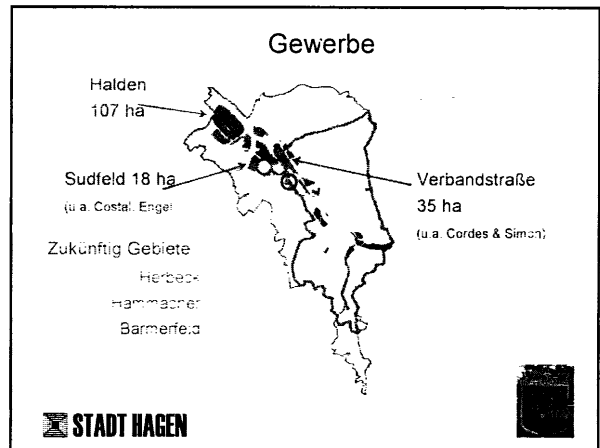 Gewerbe
Halden
107 ha
Sudfeld 18 ha
(u.a. Costal, Engel
Verbandstraße
35 ha
(u.a. Cordes & Simon)
Zukünftig Gebiete
Herbeck
Hammacher
Barmerfeld
STADT HAGEN